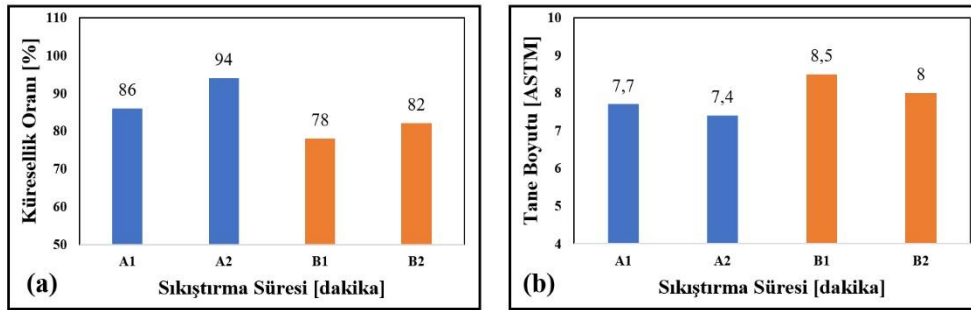 Küresellik Oranı [%]
110
100
90
80
70
60
50
86
94
78
82
A1 A2 B1 B2
(a)
Sıkıştırma Süresi [dakika]
Tane Boyutu [ASTM]
10
9
8
7
6
5
4
7,7
7,4
8,5
8
A1 A2 B1 B2
(b)
Sıkıştırma Süresi [dakika]